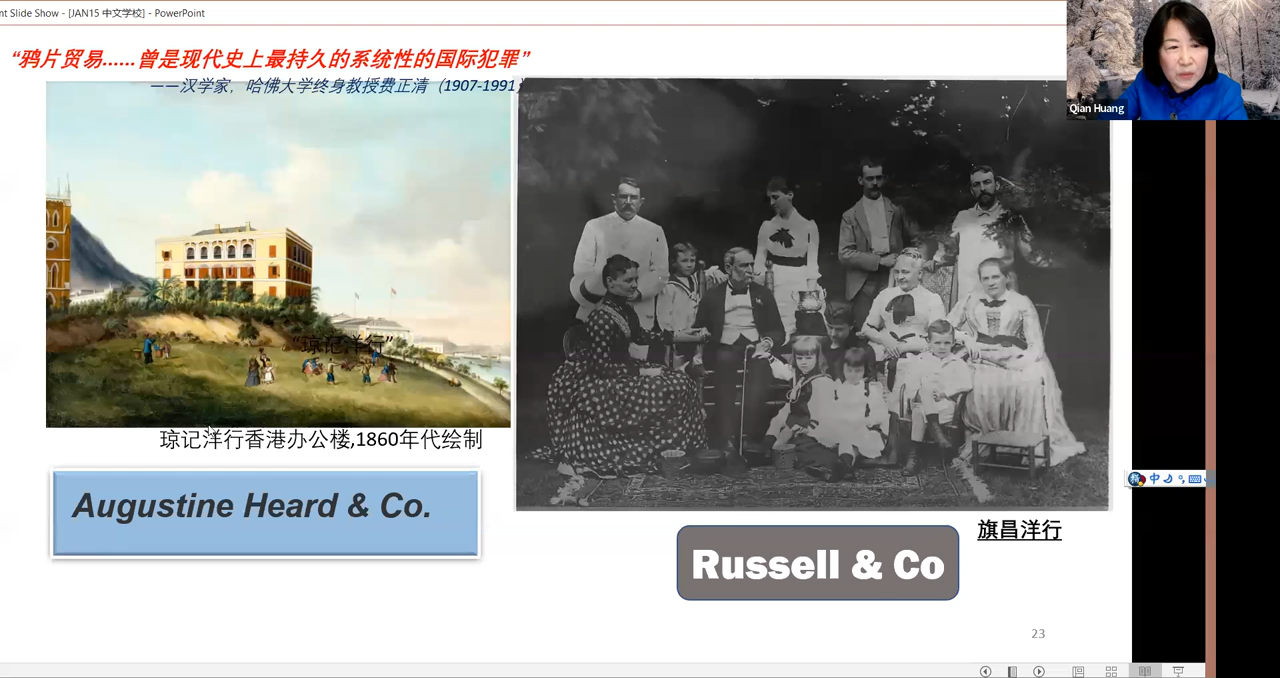 nt Slide Show - [JAN15 中文学校] - PowerPoint
“鸦片贸易……曾是现代史上最持久的系统性的国际犯罪”
——汉学家，哈佛大学终身教授费正清（1907-1991）
Qian Huang
“琼记洋行”
琼记洋行香港办公楼,1860年代绘制
Augustine Heard & Co.
中
旗昌洋行
Russell & Co
23